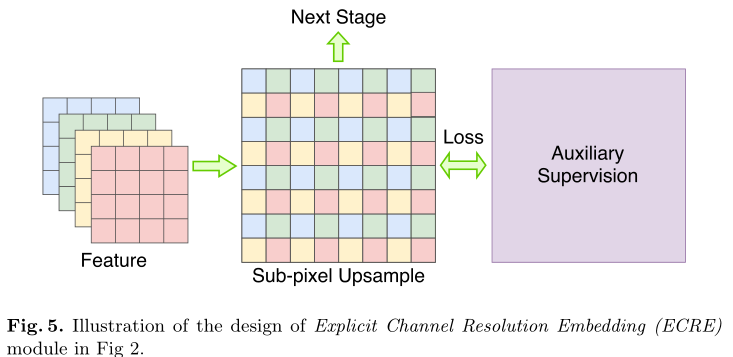 Next Stage
Loss
Auxiliary
Supervision
Feature
Sub-pixel Upsample
Fig. 5. Illustration of the design of Explicit Channel Resolution Embedding (ECRE)
module in Fig 2.